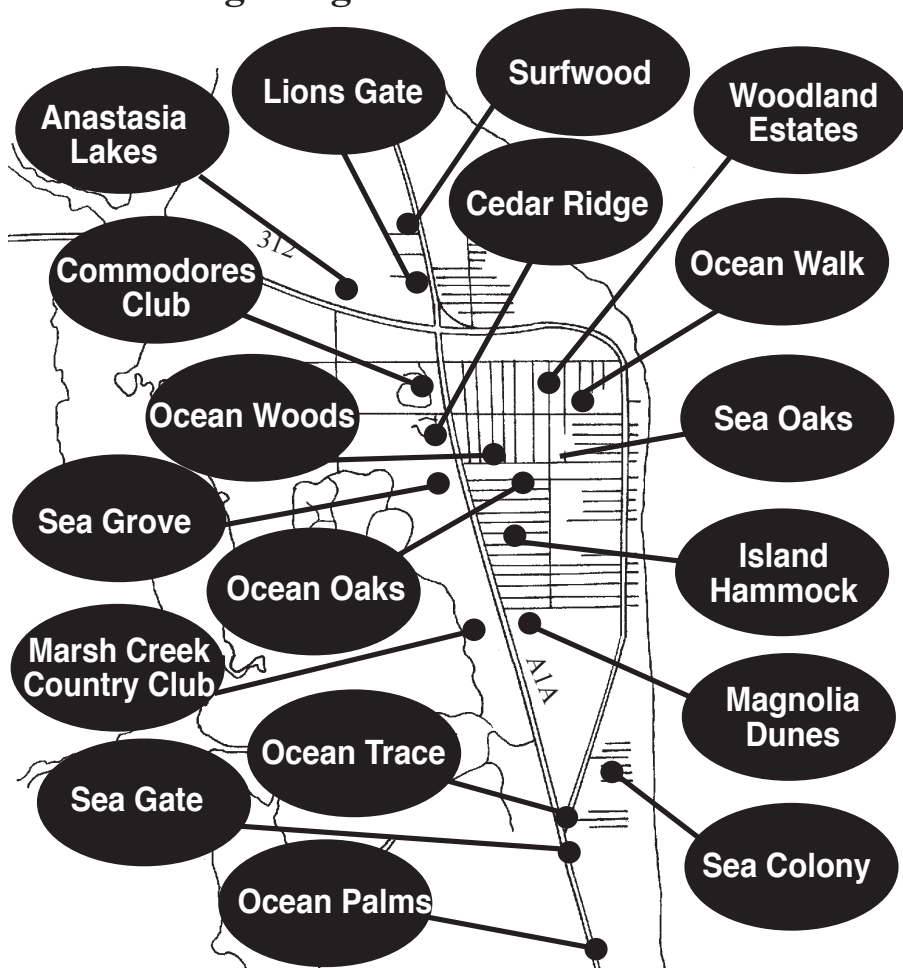 Lions Gate
Surfwood
Woodland
Estates
Anastasia
Lakes
Cedar Ridge
312
Commodores
Club
Ocean Walk
Ocean Woods
Sea Oaks
Sea Grove
Ocean Oaks
Island
Hammock
Marsh Creek
Country Club
A1A
Magnolia
Dunes
Ocean Trace
Sea Gate
Sea Colony
Ocean Palms